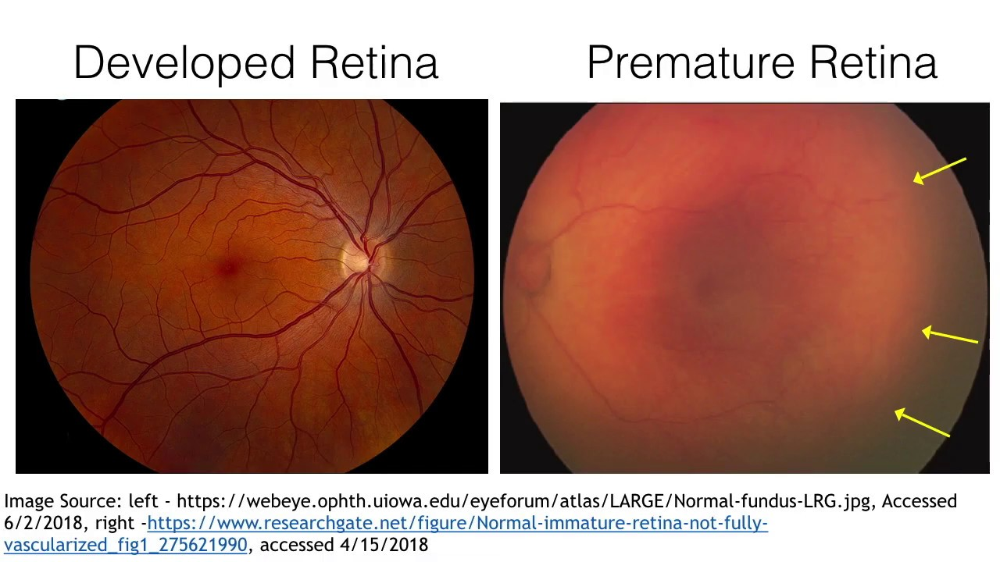 Developed Retina
Premature Retina
Image Source: left - https://webeye.ophth.uiowa.edu/eyeforum/atlas/LARGE/Normal-fundus-LRG.jpg, Accessed
6/2/2018, right -https://www.researchgate.net/figure/Normal-immature-retina-not-fully-
vascularized_fig1_275621990, accessed 4/15/2018